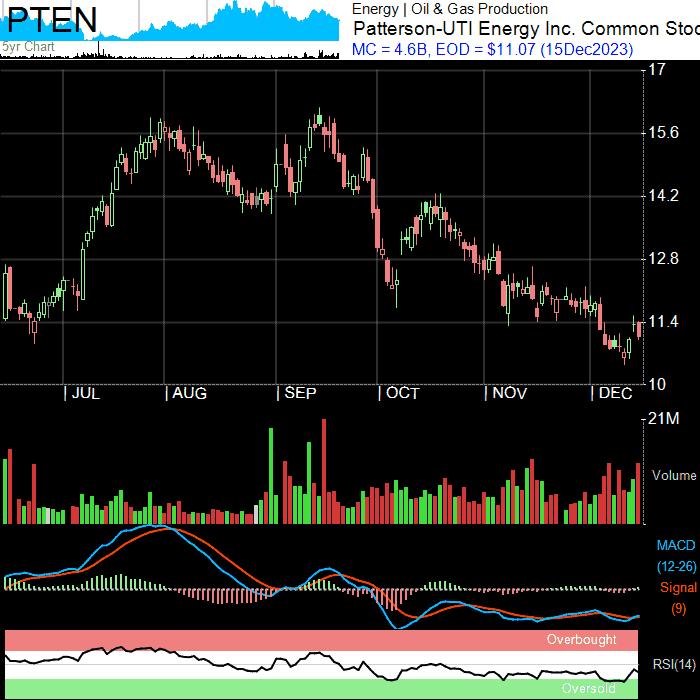 PTEN
5yr Chart
Energy | Oil & Gas Production
Patterson-UTI Energy Inc. Common Stoc
MC = 4.6B, EOD = $11.07 (15Dec2023)
17
15.6
14.2
12.8
11.4
10
| JUL | AUG | SEP | OCT | NOV | DEC
21M
Volume
MACD
(12-26)
Signal
(9)
Overbought
RSI(14)
Oversold